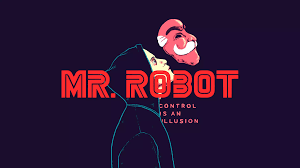 MR. ROBOT
CONTROL
IS AN
ILLUSION